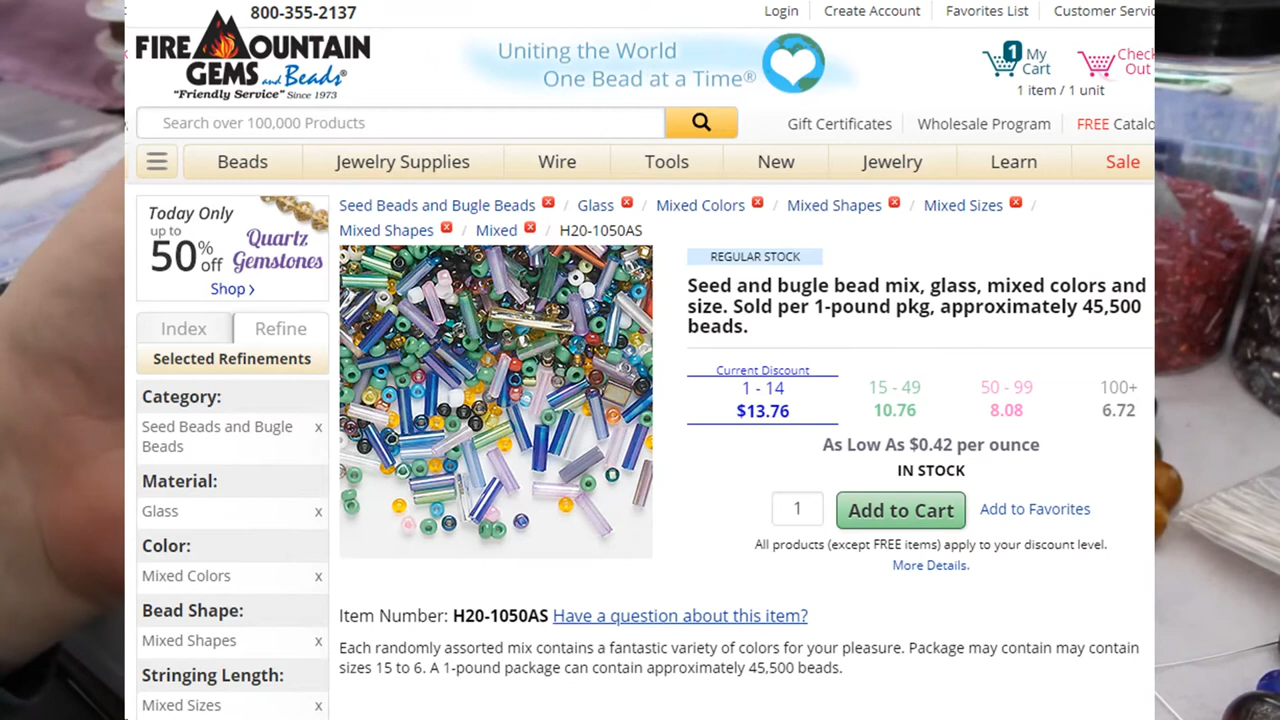 800-355-2137
Login
Create Account
Favorites List
Customer Servi
FIRE MOUNTAIN
GEMS and Beads®
"Friendly Service" Since 1973
Uniting the World
One Bead at a Time®
1
My
Cart
Check
Out
1 item / 1 unit
Search over 100,000 Products
Gift Certificates
Wholesale Program
FREE Catalo
Beads
Jewelry Supplies
Wire
Tools
New
Jewelry
Learn
Sale
Today Only
up to
50% off
Quartz
Gemstones
Shop ›
Index
Refine
Selected Refinements
Category:
Seed Beads and Bugle x
Beads
Material:
Glass x
Color:
Mixed Colors x
Bead Shape:
Mixed Shapes x
Stringing Length:
Mixed Sizes x
Seed Beads and Bugle Beads / Glass / Mixed Colors / Mixed Shapes / Mixed Sizes /
Mixed Shapes / Mixed / H20-1050AS
REGULAR STOCK
Seed and bugle bead mix, glass, mixed colors and
size. Sold per 1-pound pkg, approximately 45,500
beads.
Current Discount
1 - 14 15 - 49 50 - 99 100+
$13.76 10.76 8.08 6.72
As Low As $0.42 per ounce
IN STOCK
1
Add to Cart
Add to Favorites
All products (except FREE items) apply to your discount level.
More Details.
Item Number: H20-1050AS Have a question about this item?
Each randomly assorted mix contains a fantastic variety of colors for your pleasure. Package may contain may contain
sizes 15 to 6. A 1-pound package can contain approximately 45,500 beads.